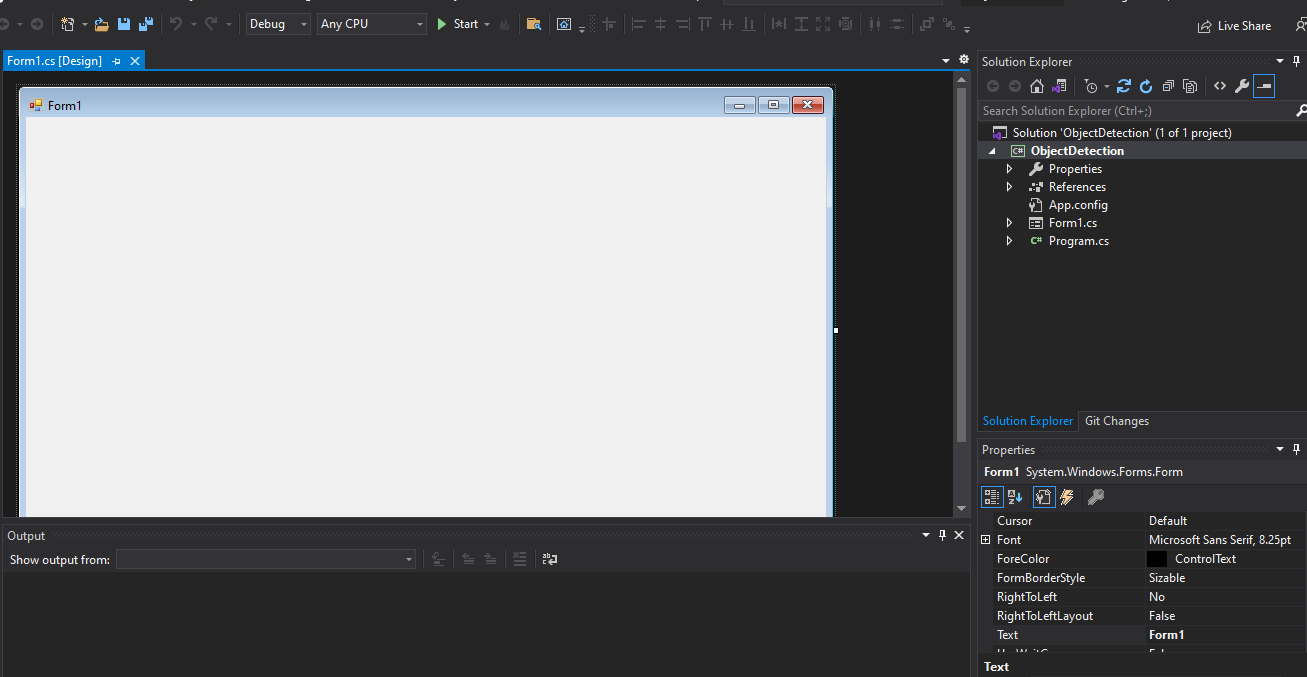 Debug
Any CPU
Start
Live Share
Form1.cs [Design]
Form1
Solution Explorer
Search Solution Explorer (Ctrl+;)
Solution 'ObjectDetection' (1 of 1 project)
C# ObjectDetection
Properties
References
App.config
Form1.cs
C# Program.cs
Solution Explorer Git Changes
Properties
Form1 System.Windows.Forms.Form
Cursor Default
Font Microsoft Sans Serif, 8.25pt
ForeColor ControlText
FormBorderStyle Sizable
RightToLeft No
RightToLeftLayout False
Text Form1
Text
Output
Show output from: